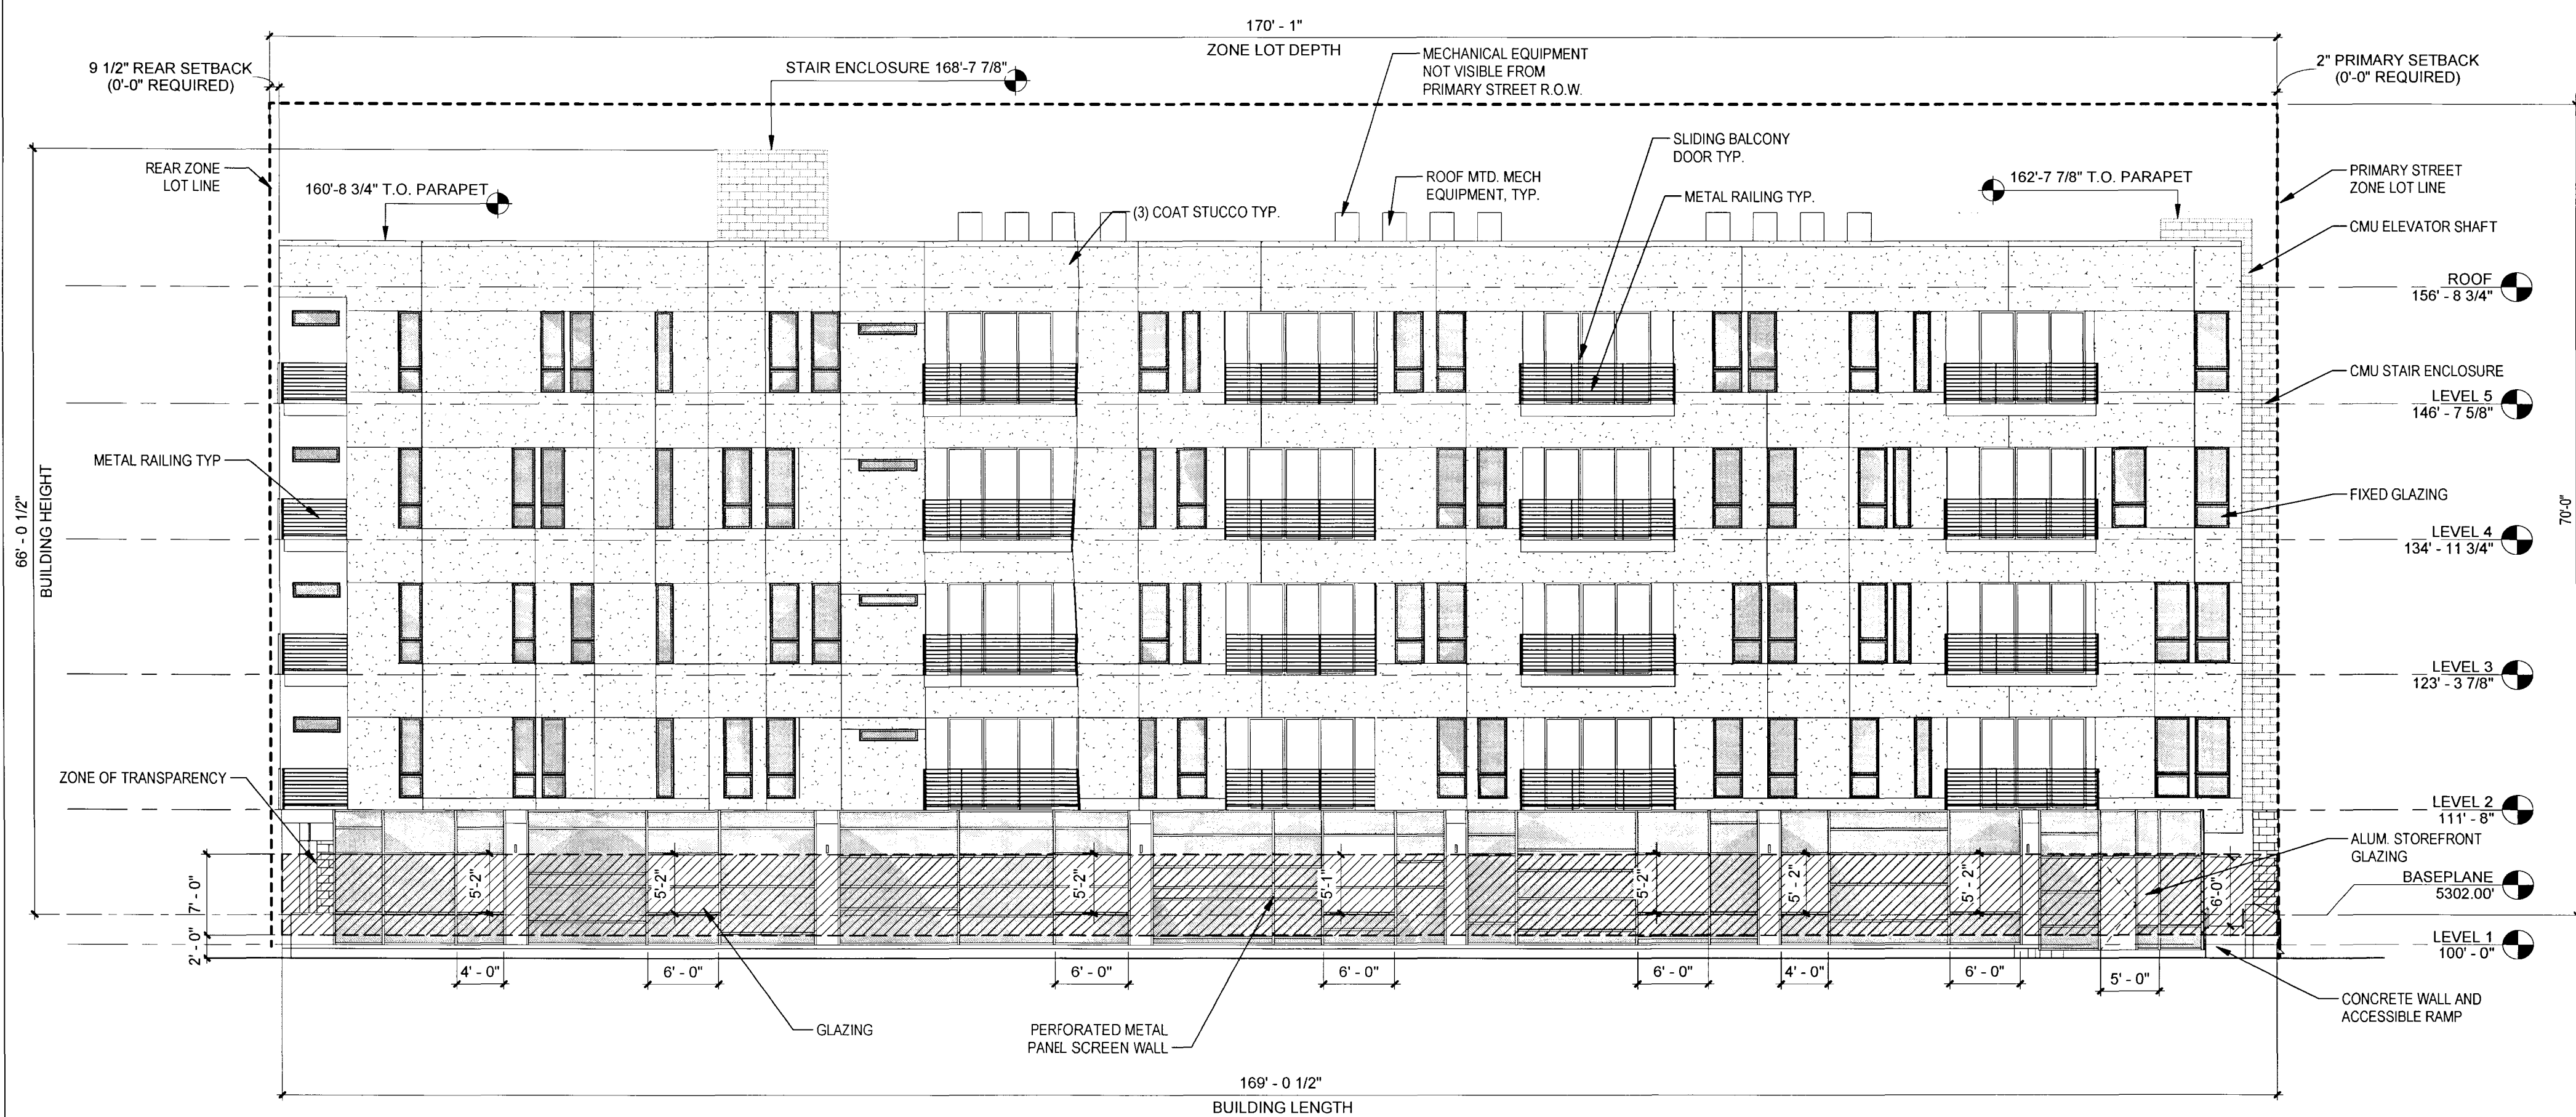 170' - 1"
ZONE LOT DEPTH
9 1/2" REAR SETBACK
(0'-0" REQUIRED)
STAIR ENCLOSURE 168'-7 7/8"
MECHANICAL EQUIPMENT
NOT VISIBLE FROM
PRIMARY STREET R.O.W.
2" PRIMARY SETBACK
(0'-0" REQUIRED)
REAR ZONE
LOT LINE
160'-8 3/4" T.O. PARAPET
(3) COAT STUCCO TYP.
ROOF MTD. MECH
EQUIPMENT, TYP.
SLIDING BALCONY
DOOR TYP.
METAL RAILING TYP.
162'-7 7/8" T.O. PARAPET
PRIMARY STREET
ZONE LOT LINE
CMU ELEVATOR SHAFT
ROOF
156' - 8 3/4"
CMU STAIR ENCLOSURE
LEVEL 5
146' - 7 5/8"
METAL RAILING TYP
66' - 0 1/2"
BUILDING HEIGHT
FIXED GLAZING
70'-0"
LEVEL 4
134' - 11 3/4"
LEVEL 3
123' - 3 7/8"
ZONE OF TRANSPARENCY
LEVEL 2
111' - 8"
ALUM. STOREFRONT
GLAZING
BASEPLANE
5302.00'
LEVEL 1
100' - 0"
7' - 0"
2' - 0"
5'-2"
5'-2"
5'-2"
5'-1"
5'-2"
5' - 2"
5' - 2"
6'-0"
4' - 0"
6' - 0"
6' - 0"
6' - 0"
6' - 0"
4' - 0"
6' - 0"
5' - 0"
GLAZING
PERFORATED METAL
PANEL SCREEN WALL
CONCRETE WALL AND
ACCESSIBLE RAMP
169' - 0 1/2"
BUILDING LENGTH